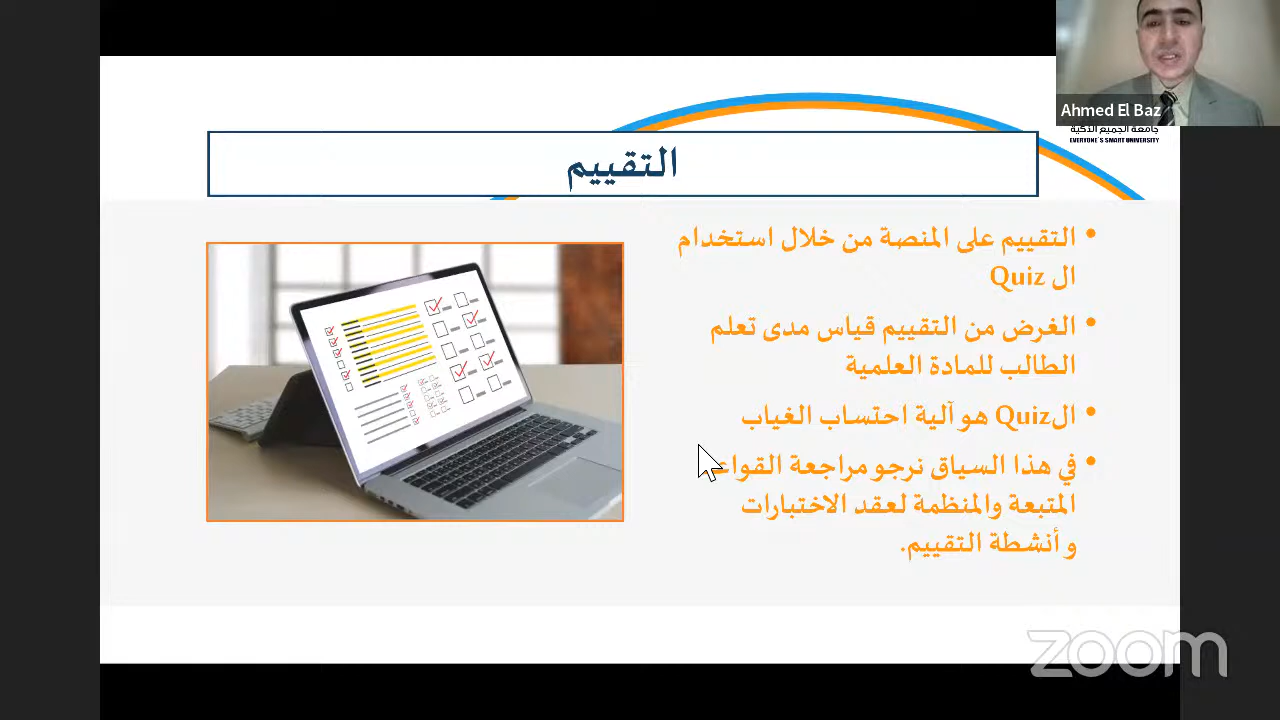 Ahmed El Baz
جامعة الجميع الذكية
EVERYONE'S SMART UNIVERSITY
التقييم
• التقييم على المنصة من خلال استخدام
ال Quiz
• الغرض من التقييم قياس مدى تعلم
الطالب للمادة العلمية
• الQuiz هو آلية احتساب الغياب
• في هذا السياق نرجو مراجعة
المتبعة والمنظمة لعقد الاختبارات
وأنشطة التقييم.
zoom